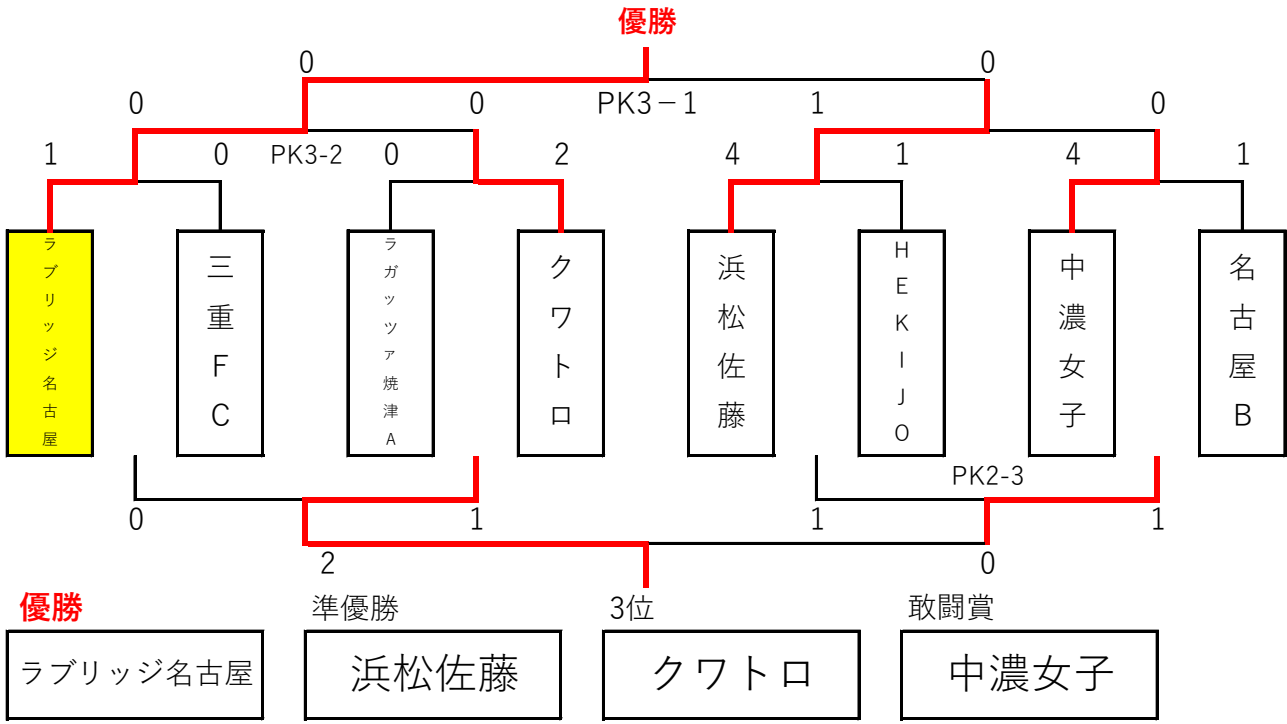 優勝
0 0
0 0 PK3－1 1 0
1 0 PK3-2 0 2 4 1 4 1
ラブリッジ名古屋
三重FC
ラガッツァ焼津A
クワトロ
浜松佐藤
HEKIJO
中濃女子
名古屋B
PK2-3
0 1 1 1
2 0
優勝 準優勝 3位 敢闘賞
ラブリッジ名古屋 浜松佐藤 クワトロ 中濃女子